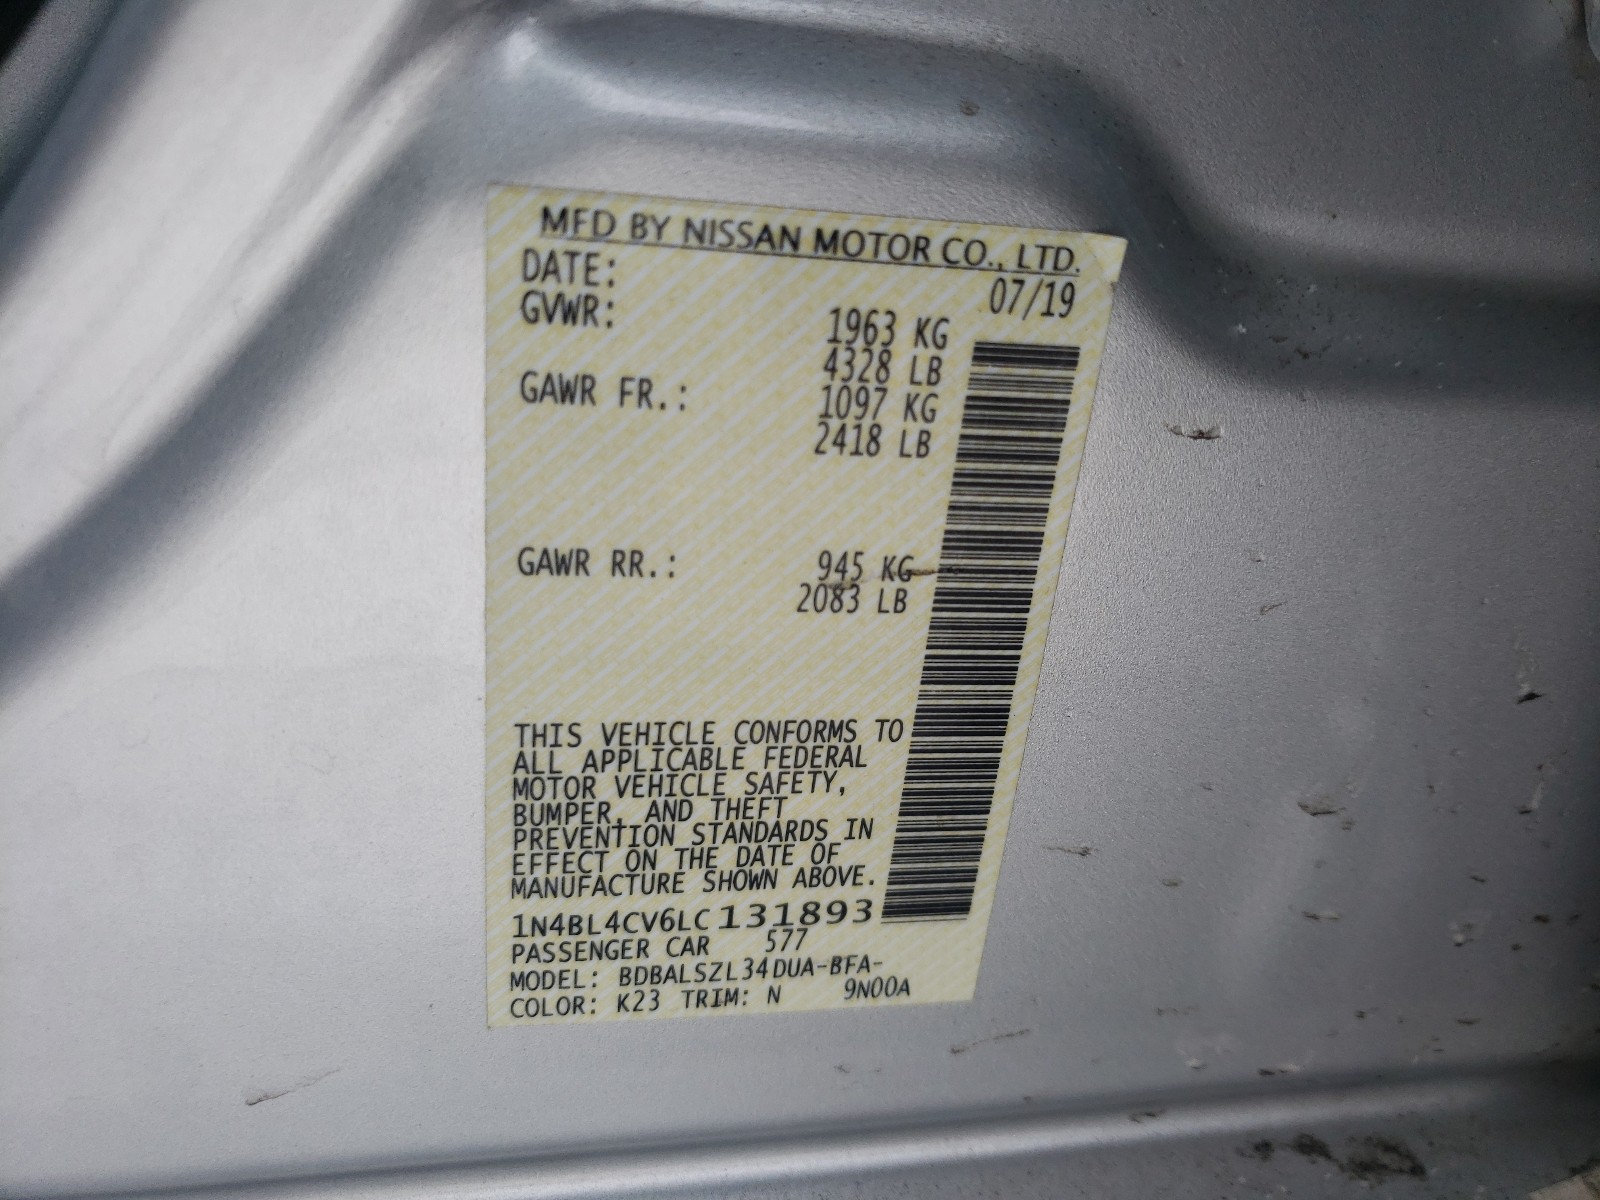 MFD BY NISSAN MOTOR CO., LTD.
DATE: 07/19
GVWR: 1963 KG
4328 LB
GAWR FR.: 1097 KG
2418 LB
GAWR RR.: 945 KG
2083 LB
THIS VEHICLE CONFORMS TO
ALL APPLICABLE FEDERAL
MOTOR VEHICLE SAFETY,
BUMPER, AND THEFT
PREVENTION STANDARDS IN
EFFECT ON THE DATE OF
MANUFACTURE SHOWN ABOVE.
1N4BL4CV6LC131893
PASSENGER CAR 577
MODEL: BDBALSZL34DUA-BFA-
COLOR: K23 TRIM: N 9N00A